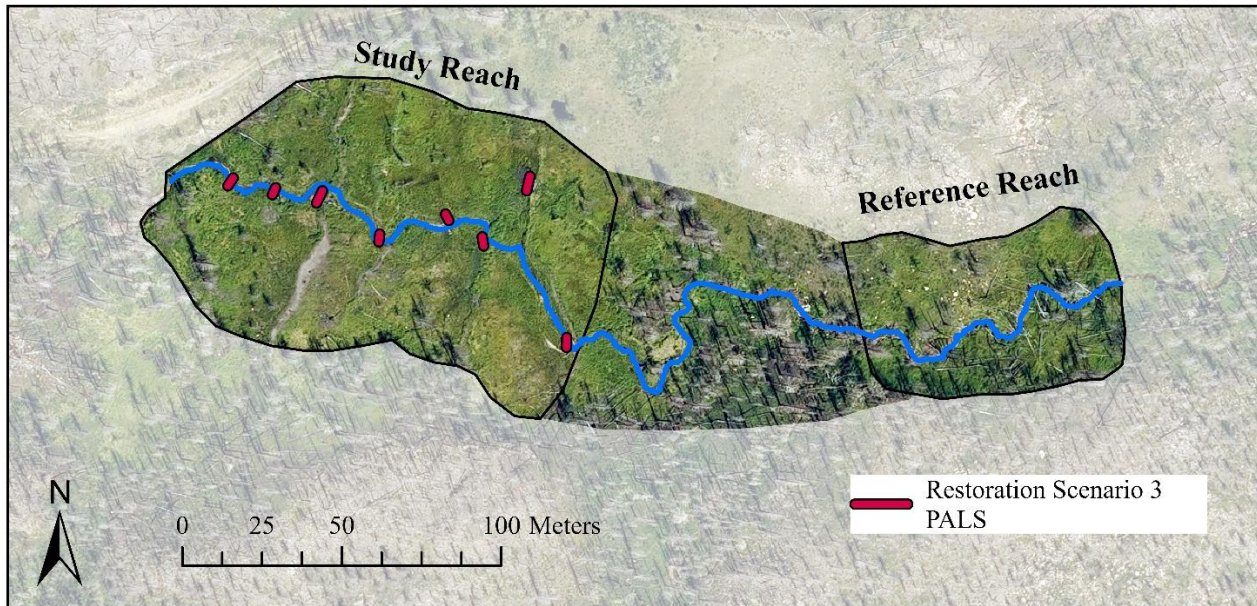 Study Reach
Reference Reach
Restoration Scenario 3
PALS
N
0 25 50 100 Meters